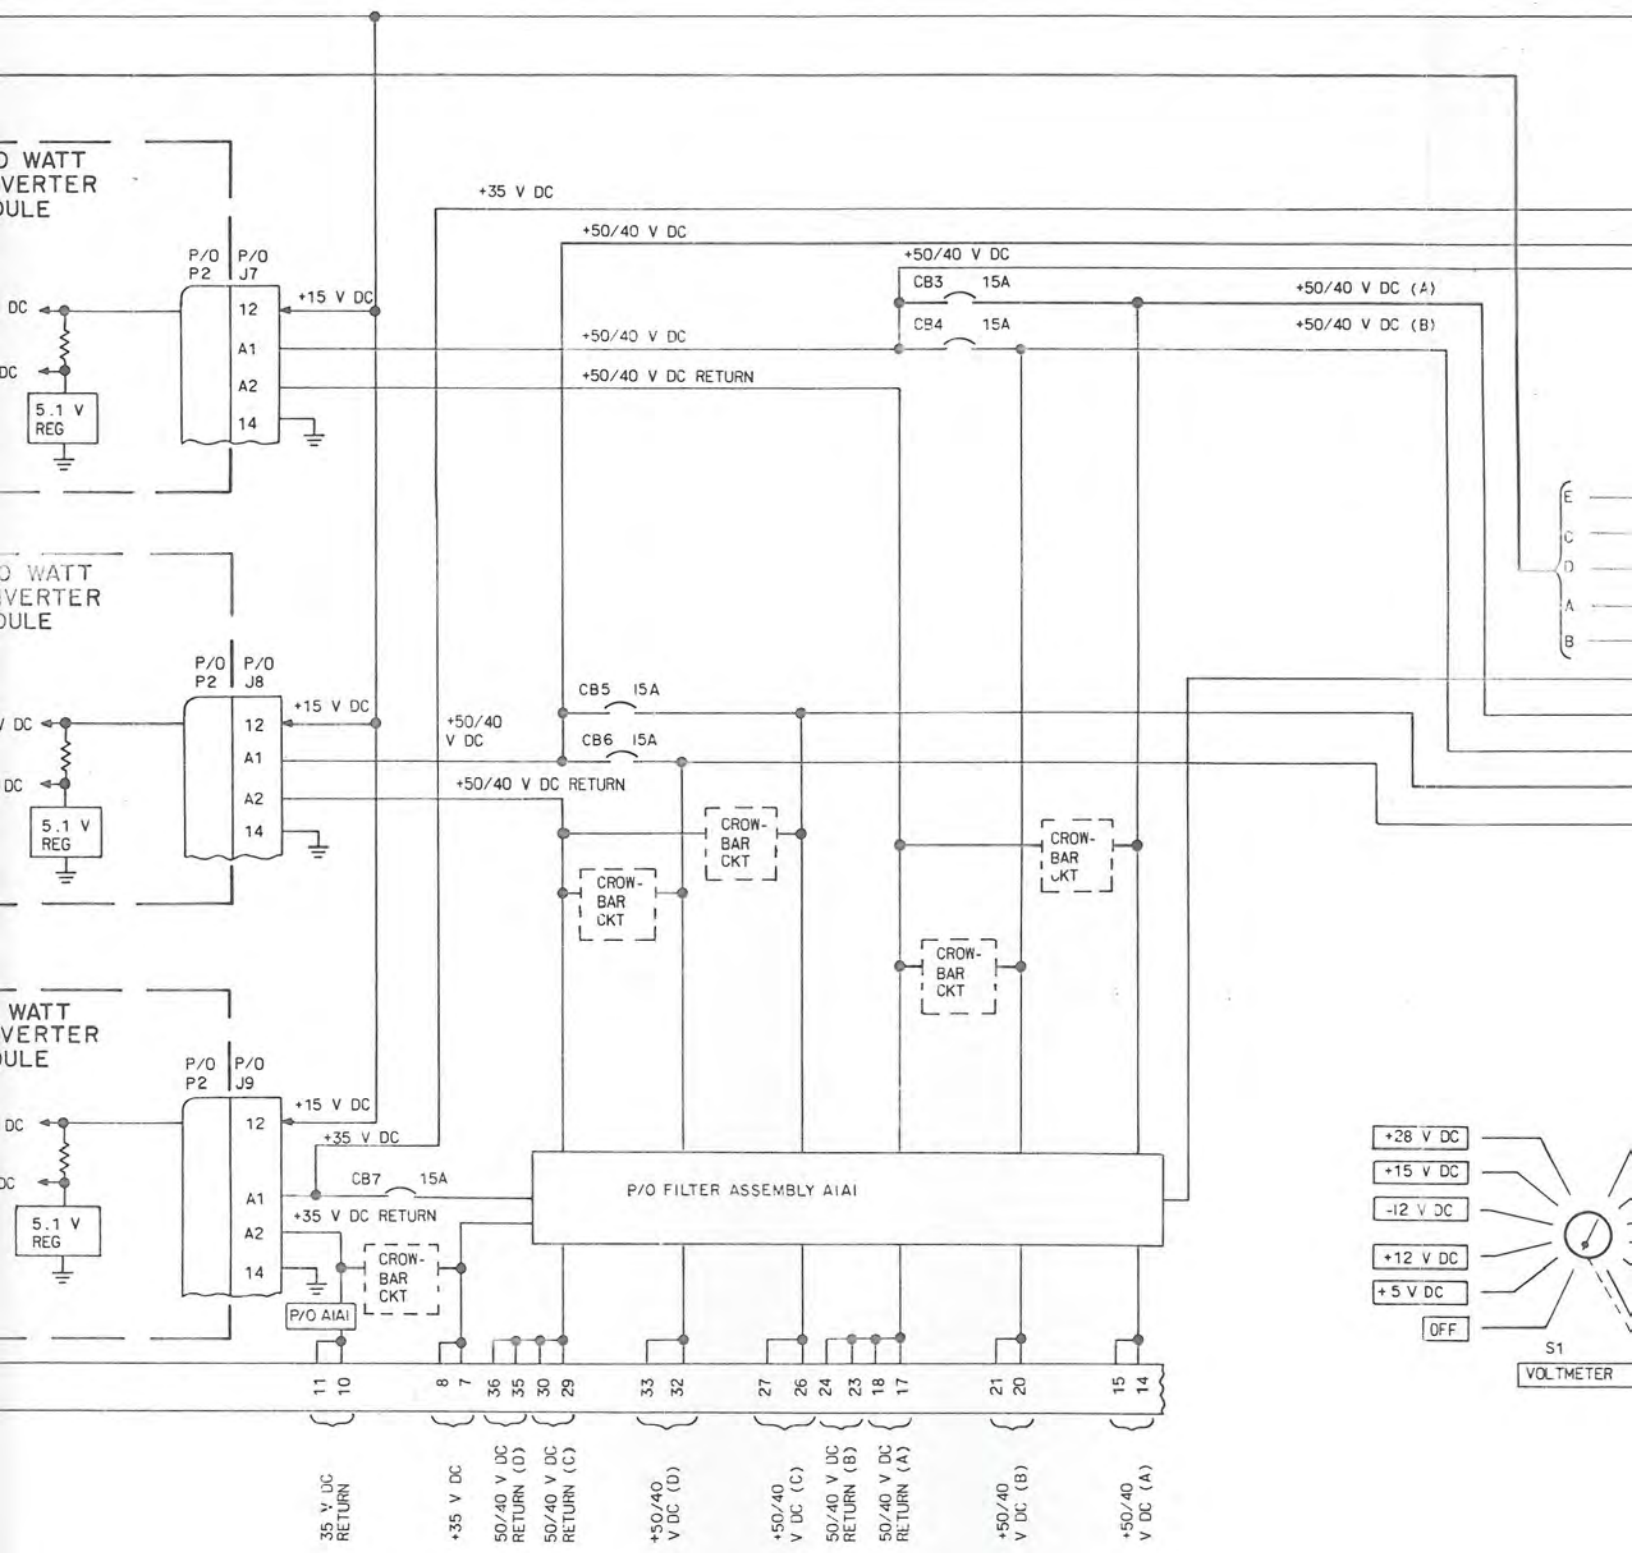 WATT
VERTER
+35 V DC
+50/40 V DC
+50/40 V DC
P/O P/O
P2 J7
CB3 15A
+50/40 V DC (A)
DC
12
+15 V DC
CB4 15A
+50/40 V DC (B)
A1
+50/40 V DC
DC
A2
+50/40 V DC RETURN
5.1 V
REG
14
E
C
D
A
B
WATT
VERTER
P/O P/O
P2 J8
CB5 15A
V DC
12
+15 V DC
+50/40
V DC
CB6 15A
A1
+50/40 V DC RETURN
DC
A2
5.1 V
REG
14
CROW-
BAR
CKT
CROW-
BAR
CKT
CROW-
BAR
CKT
CROW-
BAR
CKT
WATT
VERTER
P/O P/O
P2 J9
DC
12
+15 V DC
+35 V DC
CB7 15A
DC
A1
+35 V DC RETURN
P/O FILTER ASSEMBLY A1A1
5.1 V
REG
A2
14
CROW-
BAR
CKT
P/O A1A1
+28 V DC
+15 V DC
-12 V DC
+12 V DC
+5 V DC
OFF
S1
VOLTMETER
11 10 8 7 36 35 30 29 33 32 27 26 24 23 18 17 21 20 15 14
35 V DC
RETURN
+35 V DC
50/40 V DC
RETURN (D)
50/40 V DC
RETURN (C)
+50/40
V DC (D)
+50/40
V DC (C)
50/40 V DC
RETURN (B)
50/40 V DC
RETURN (A)
+50/40
V DC (B)
+50/40
V DC (A)